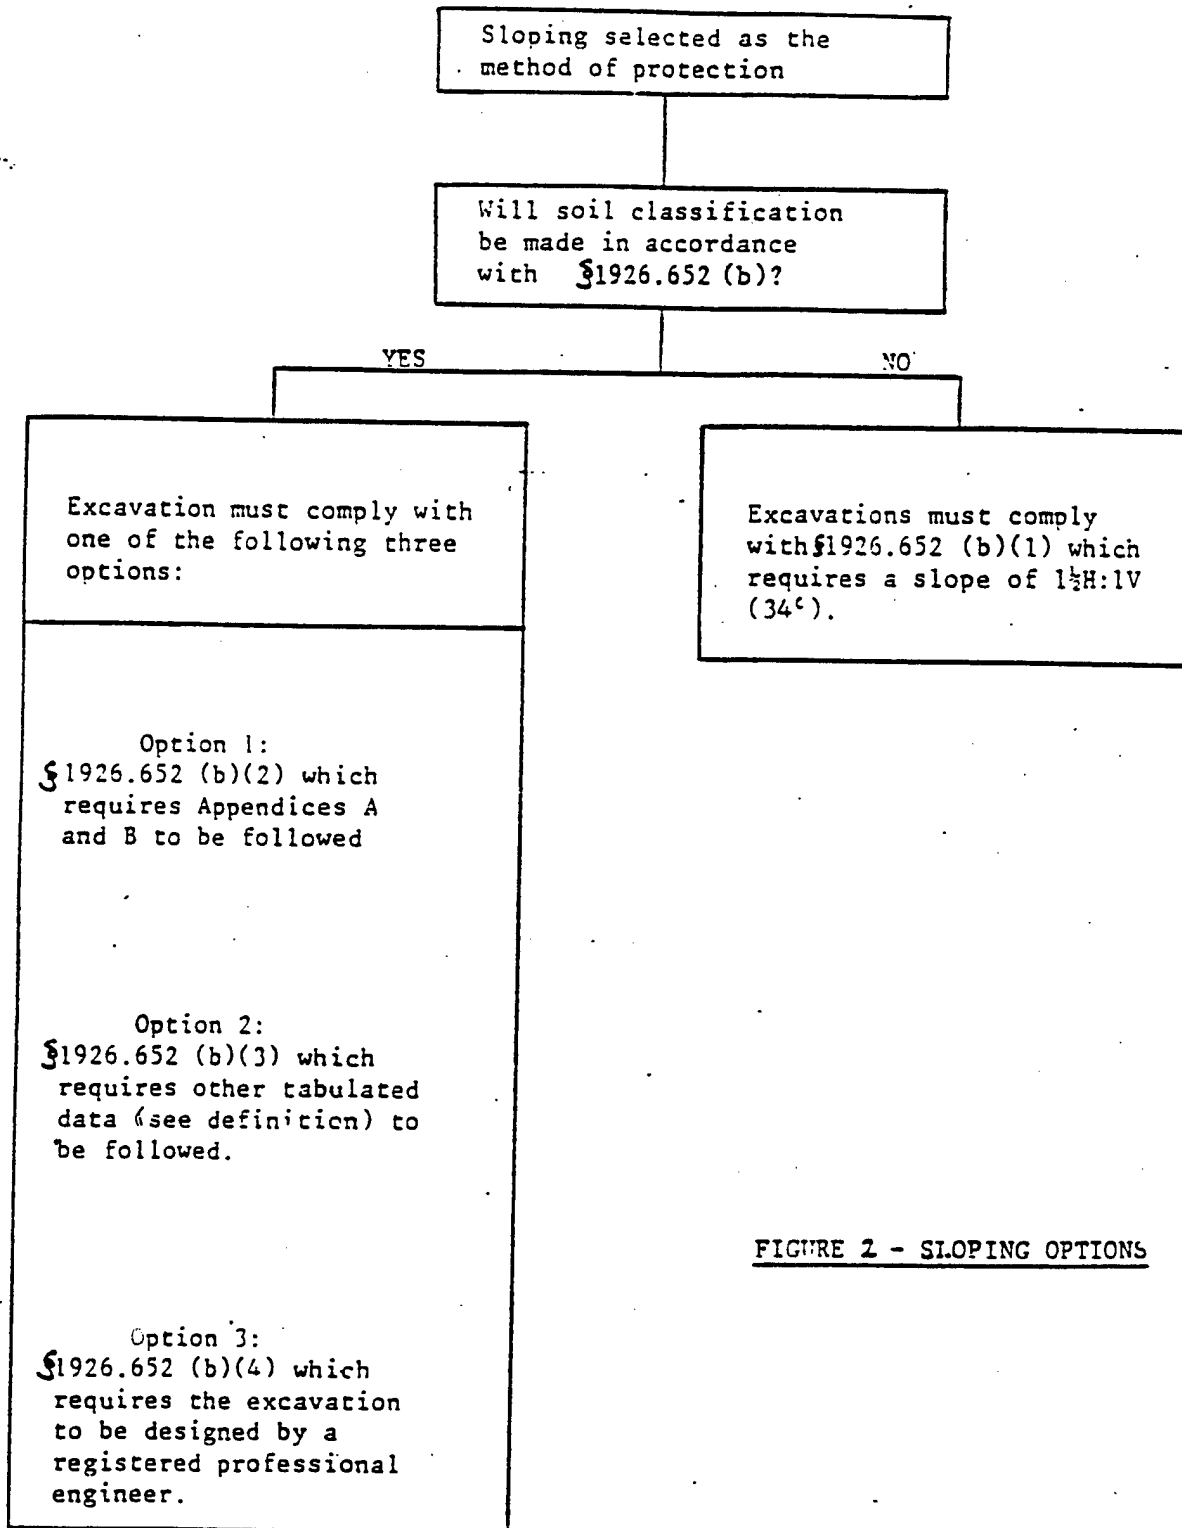 Sloping selected as the
method of protection
Will soil classification
be made in accordance
with §1926.652 (b)?
YES
NO
Excavation must comply with
one of the following three
options:
Excavations must comply
with §1926.652 (b)(1) which
requires a slope of 1½H:1V
(34°).
Option 1:
§1926.652 (b)(2) which
requires Appendices A
and B to be followed
Option 2:
§1926.652 (b)(3) which
requires other tabulated
data (see definition) to
be followed.
Option 3:
§1926.652 (b)(4) which
requires the excavation
to be designed by a
registered professional
engineer.
FIGURE 2 - SLOPING OPTIONS